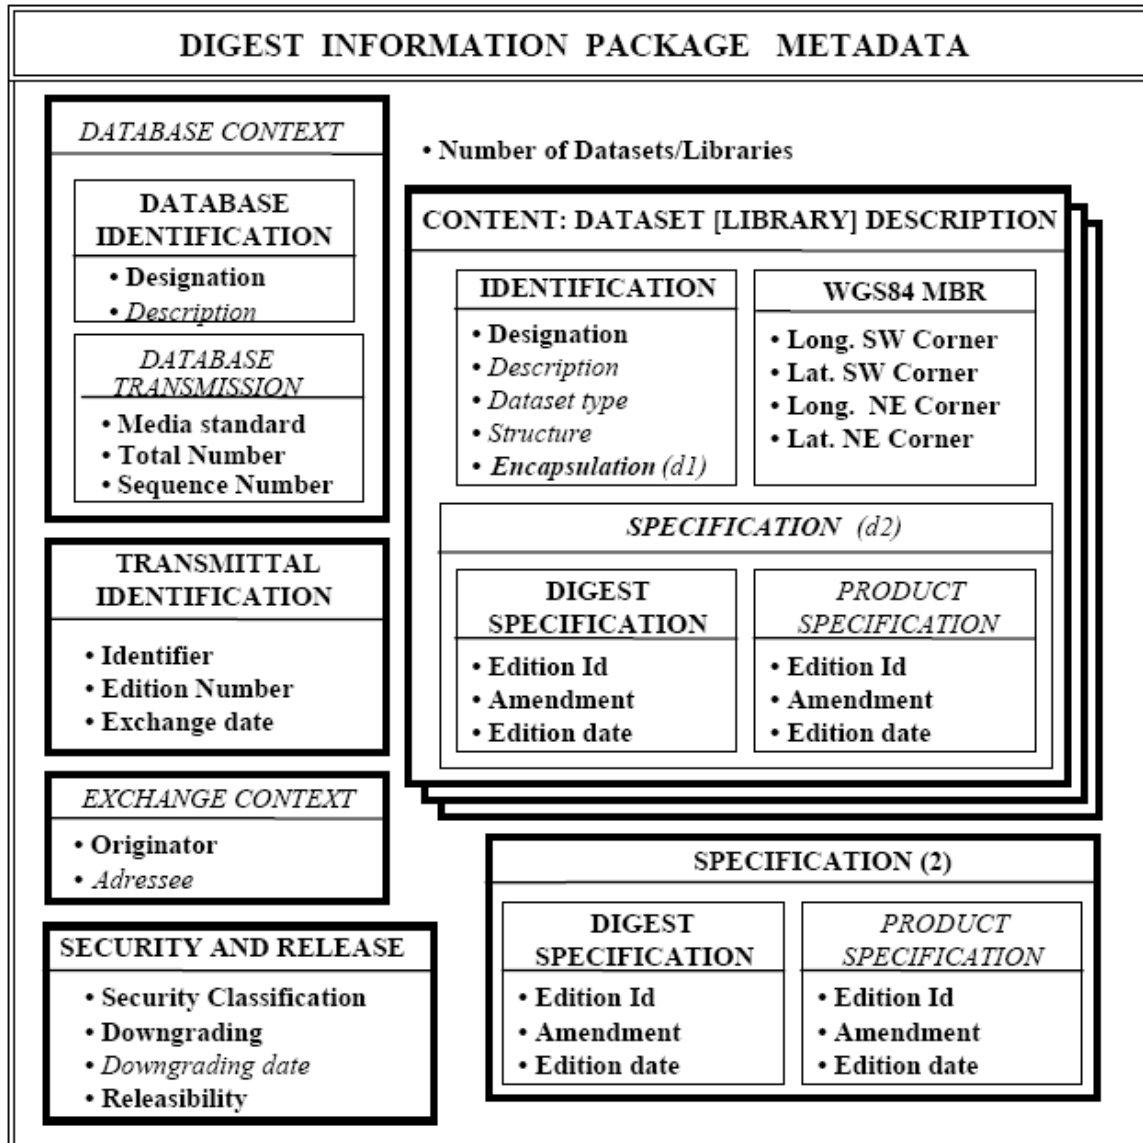 DIGEST INFORMATION PACKAGE METADATA
DATABASE CONTEXT
DATABASE
IDENTIFICATION
• Designation
• Description
DATABASE
TRANSMISSION
• Media standard
• Total Number
• Sequence Number
TRANSMITTAL
IDENTIFICATION
• Identifier
• Edition Number
• Exchange date
EXCHANGE CONTEXT
• Originator
• Adressee
SECURITY AND RELEASE
• Security Classification
• Downgrading
• Downgrading date
• Releasibility
• Number of Datasets/Libraries
CONTENT: DATASET [LIBRARY] DESCRIPTION
IDENTIFICATION
• Designation
• Description
• Dataset type
• Structure
• Encapsulation (d1)
WGS84 MBR
• Long. SW Corner
• Lat. SW Corner
• Long. NE Corner
• Lat. NE Corner
SPECIFICATION (d2)
DIGEST
SPECIFICATION
• Edition Id
• Amendment
• Edition date
PRODUCT
SPECIFICATION
• Edition Id
• Amendment
• Edition date
SPECIFICATION (2)
DIGEST
SPECIFICATION
• Edition Id
• Amendment
• Edition date
PRODUCT
SPECIFICATION
• Edition Id
• Amendment
• Edition date